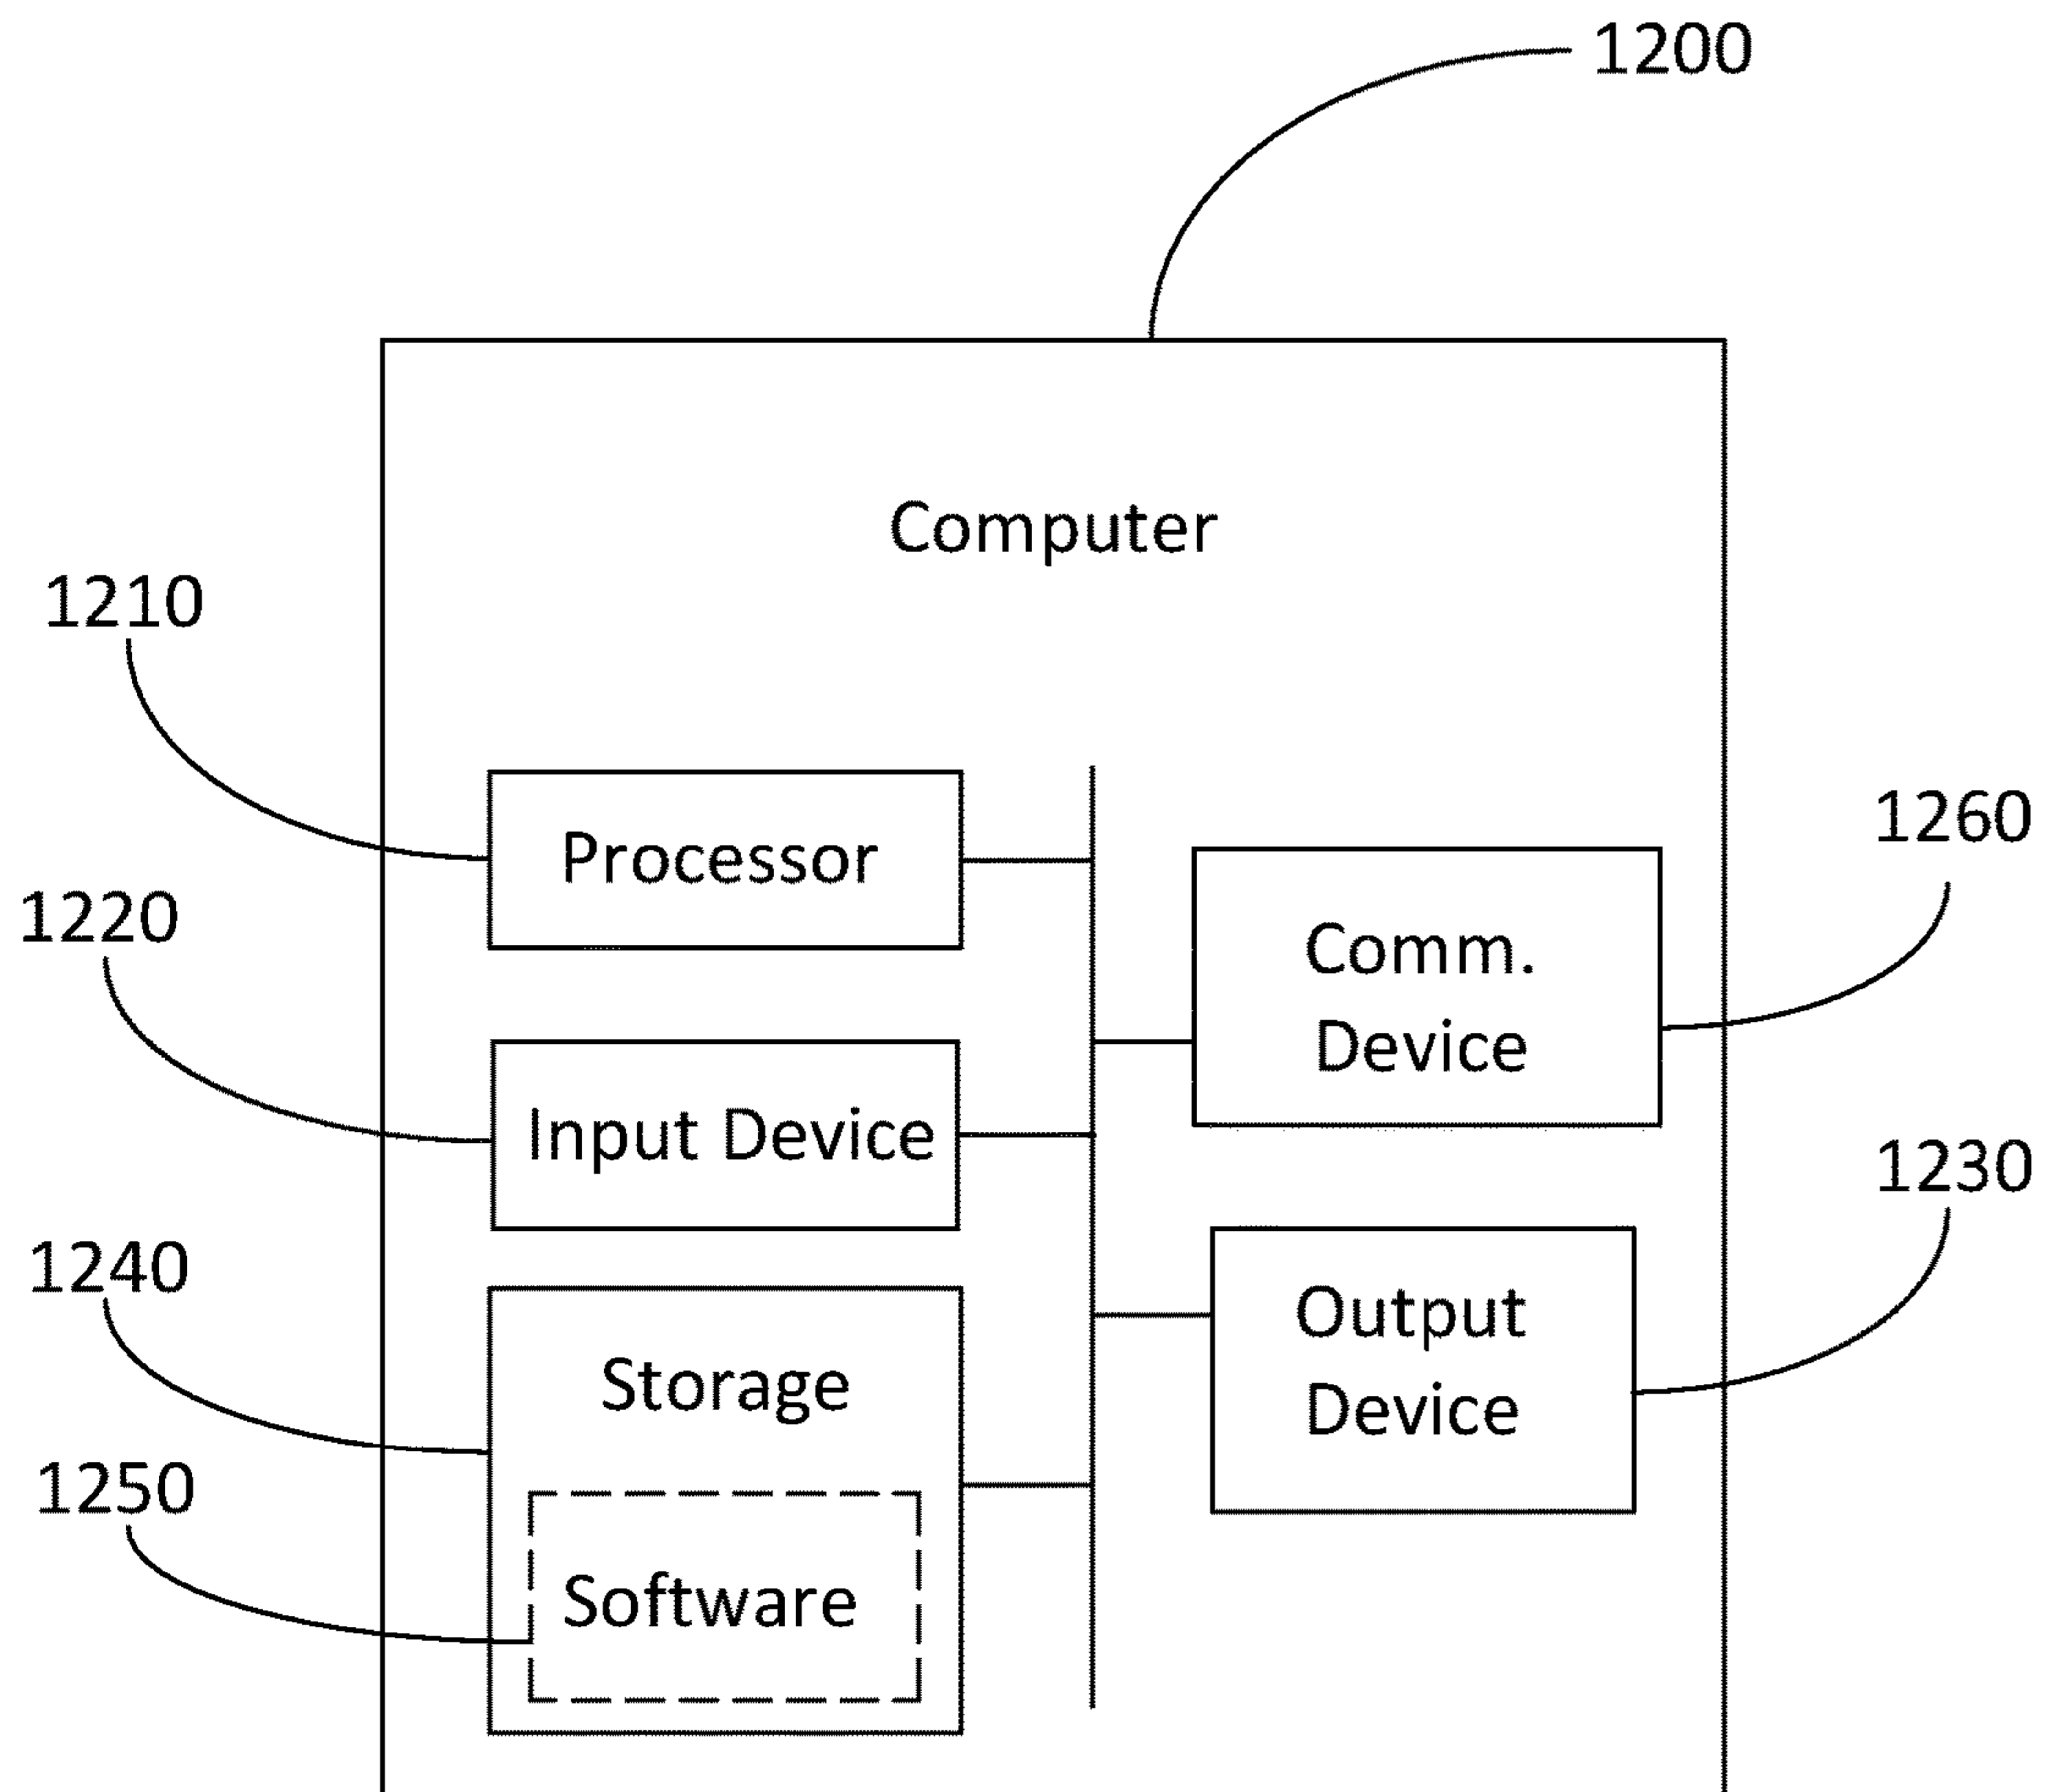 1200
Computer
1210
Processor
1260
1220
Comm.
Device
Input Device
1230
1240
Output
Device
Storage
1250
Software